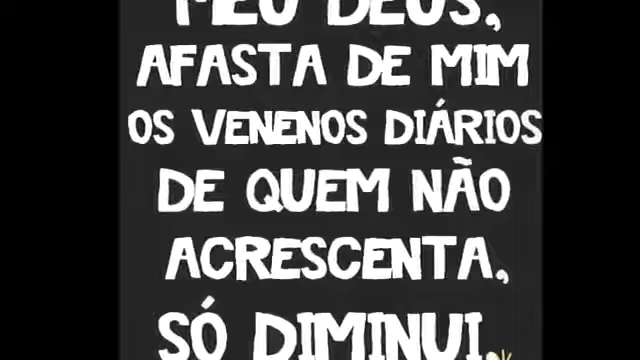 MEU DEUS,
AFASTA DE MIM
OS VENENOS DIÁRIOS
DE QUEM NÃO
ACRESCENTA,
SÓ DIMINUI.